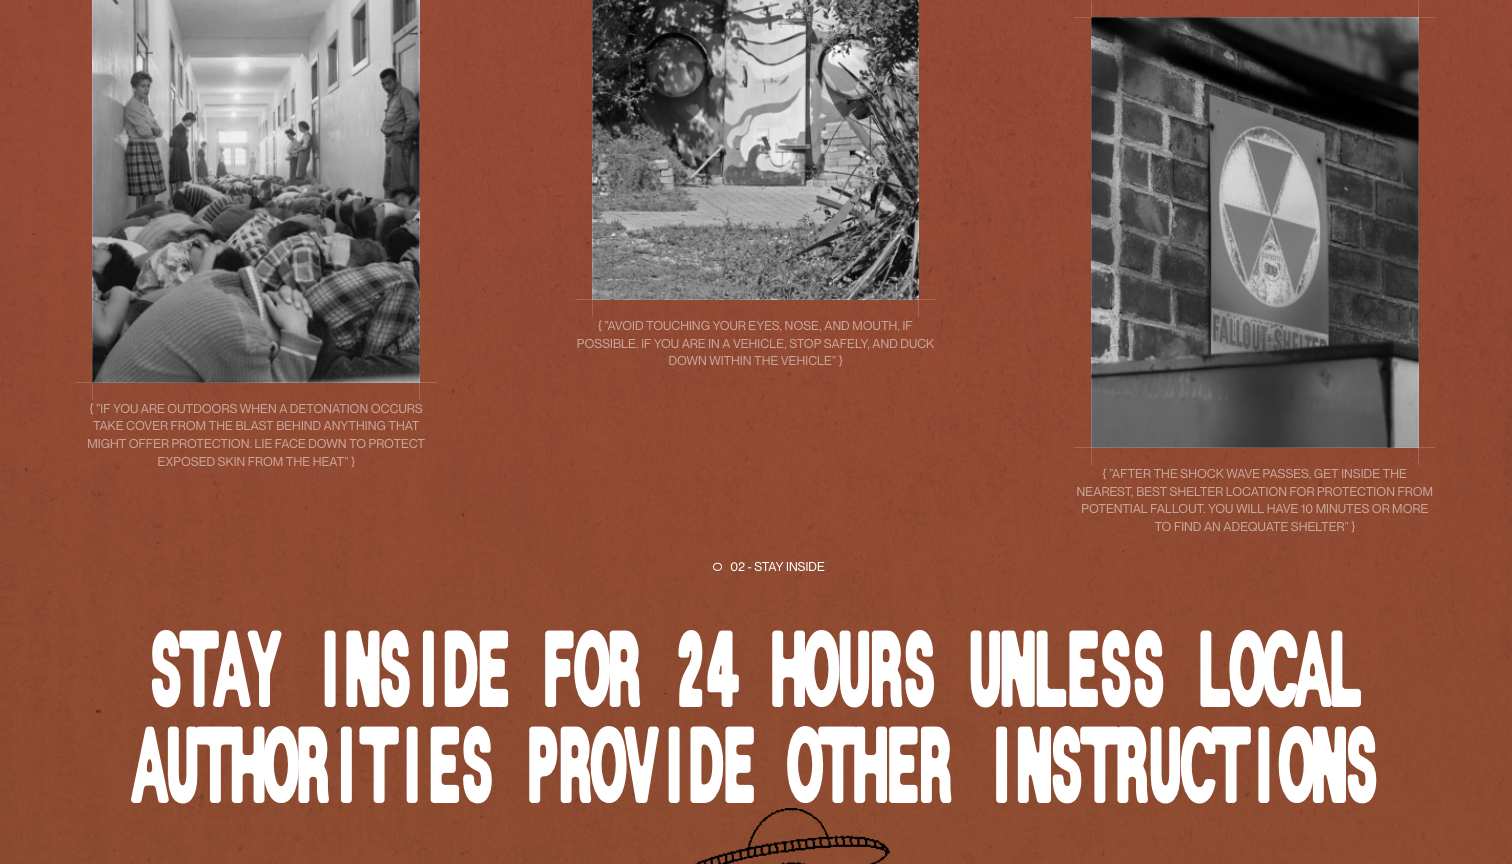 FALLOUT SHELTER
{ "AVOID TOUCHING YOUR EYES, NOSE, AND MOUTH, IF
POSSIBLE. IF YOU ARE IN A VEHICLE, STOP SAFELY, AND DUCK
DOWN WITHIN THE VEHICLE" }
{ "IF YOU ARE OUTDOORS WHEN A DETONATION OCCURS
TAKE COVER FROM THE BLAST BEHIND ANYTHING THAT
MIGHT OFFER PROTECTION. LIE FACE DOWN TO PROTECT
EXPOSED SKIN FROM THE HEAT" }
{ "AFTER THE SHOCK WAVE PASSES, GET INSIDE THE
NEAREST, BEST SHELTER LOCATION FOR PROTECTION FROM
POTENTIAL FALLOUT. YOU WILL HAVE 10 MINUTES OR MORE
TO FIND AN ADEQUATE SHELTER" }
02 - STAY INSIDE
STAY INSIDE FOR 24 HOURS UNLESS LOCAL
AUTHORITIES PROVIDE OTHER INSTRUCTIONS